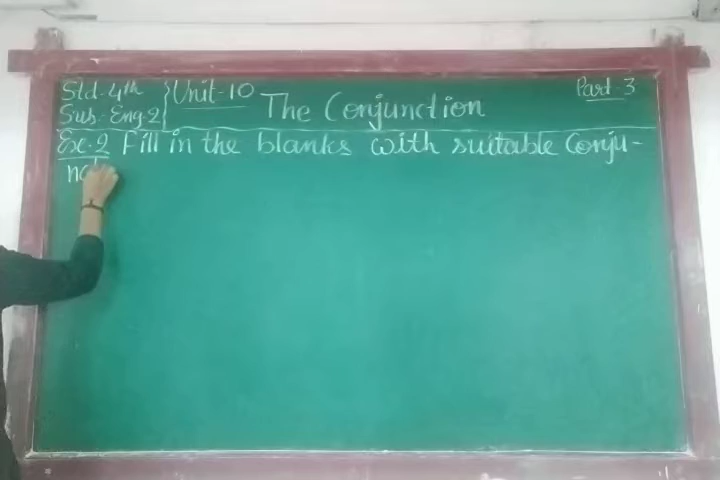 Std. 4th Unit-10 Part-3
Sub.-Eng.2 The Conjunction
Ex.2 Fill in the blanks with suitable Conju-
nct